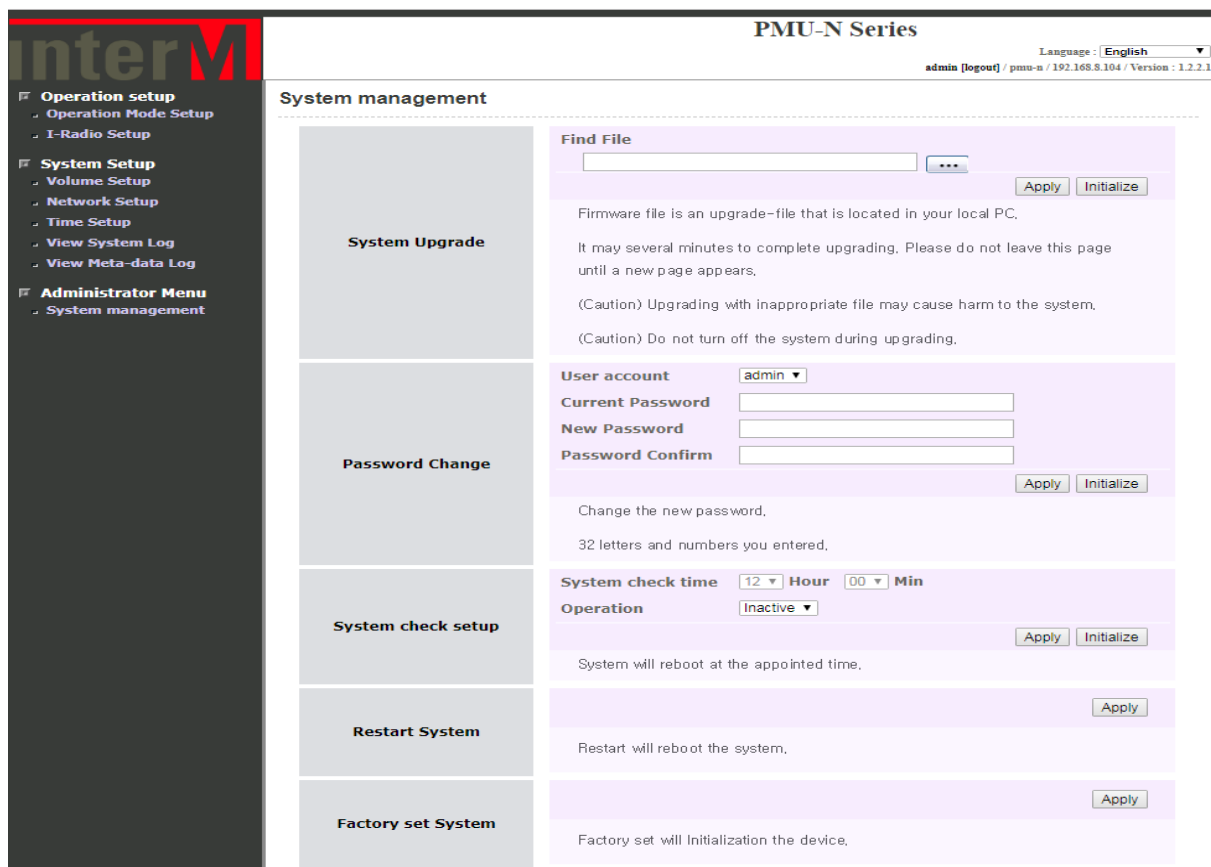 PMU-N Series
interM
Language : English
admin [logout] / pmu-n / 192.168.8.104 / Version : 1.2.2.1
Operation setup
Operation Mode Setup
I-Radio Setup
System Setup
Volume Setup
Network Setup
Time Setup
View System Log
View Meta-data Log
Administrator Menu
System management
System management
System Upgrade
Find File
...
Apply Initialize
Firmware file is an upgrade-file that is located in your local PC.
It may several minutes to complete upgrading. Please do not leave this page
until a new page appears.
(Caution) Upgrading with inappropriate file may cause harm to the system.
(Caution) Do not turn off the system during upgrading.
Password Change
User account admin
Current Password
New Password
Password Confirm
Apply Initialize
Change the new password.
32 letters and numbers you entered.
System check setup
System check time 12 Hour 00 Min
Operation Inactive
Apply Initialize
System will reboot at the appointed time.
Restart System
Apply
Restart will reboot the system.
Factory set System
Apply
Factory set will Initialization the device.